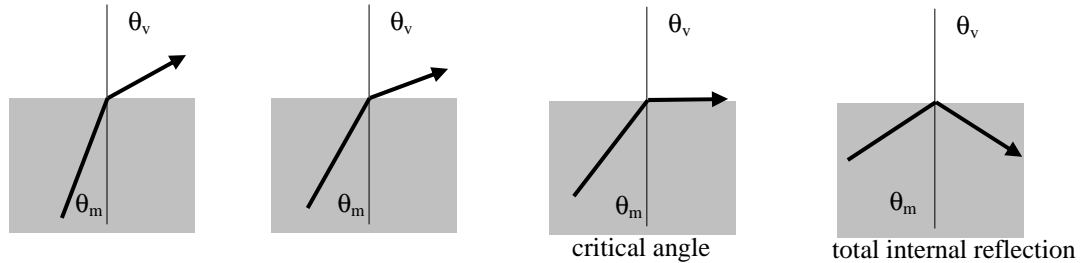 θᵥ θᵥ θᵥ θᵥ
θₘ θₘ θₘ θₘ
critical angle total internal reflection